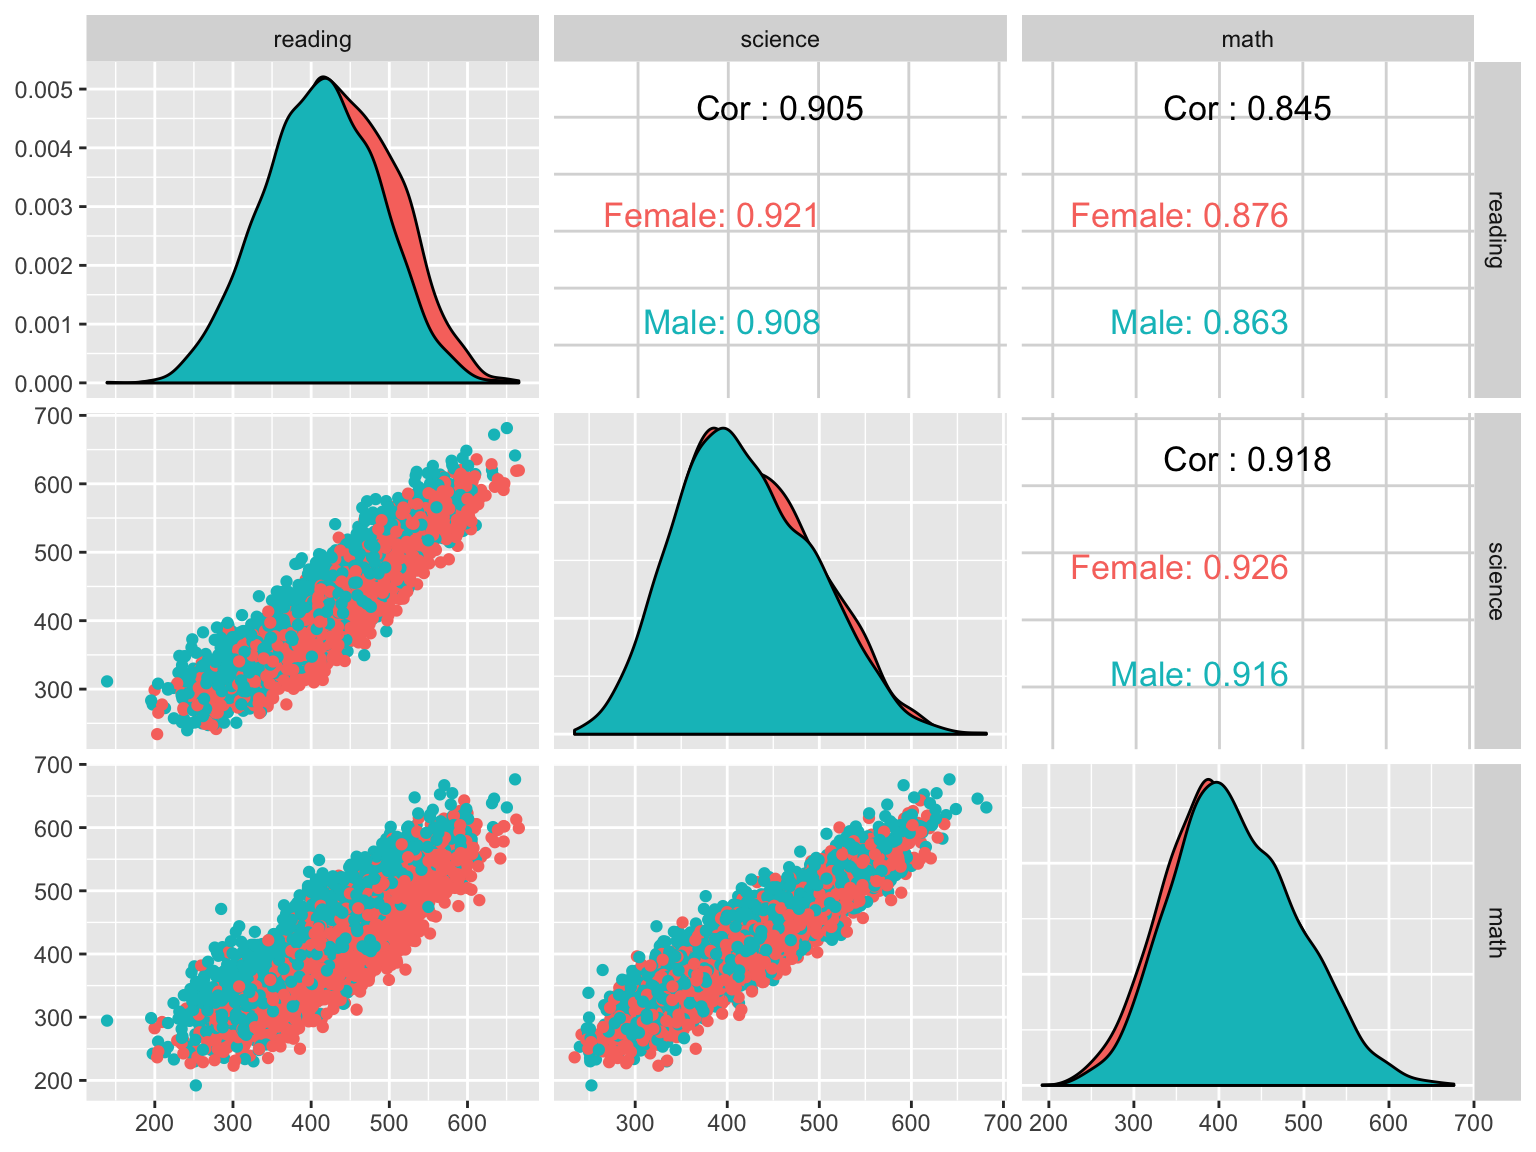 reading
science
math
0.005
0.004
0.003
0.002
0.001
0.000
Cor : 0.905
Female: 0.921
Male: 0.908
Cor : 0.845
Female: 0.876
Male: 0.863
reading
700
600
500
400
300
Cor : 0.918
Female: 0.926
Male: 0.916
science
700
600
500
400
300
200
math
200 300 400 500 600
300 400 500 600 700
200 300 400 500 600 700